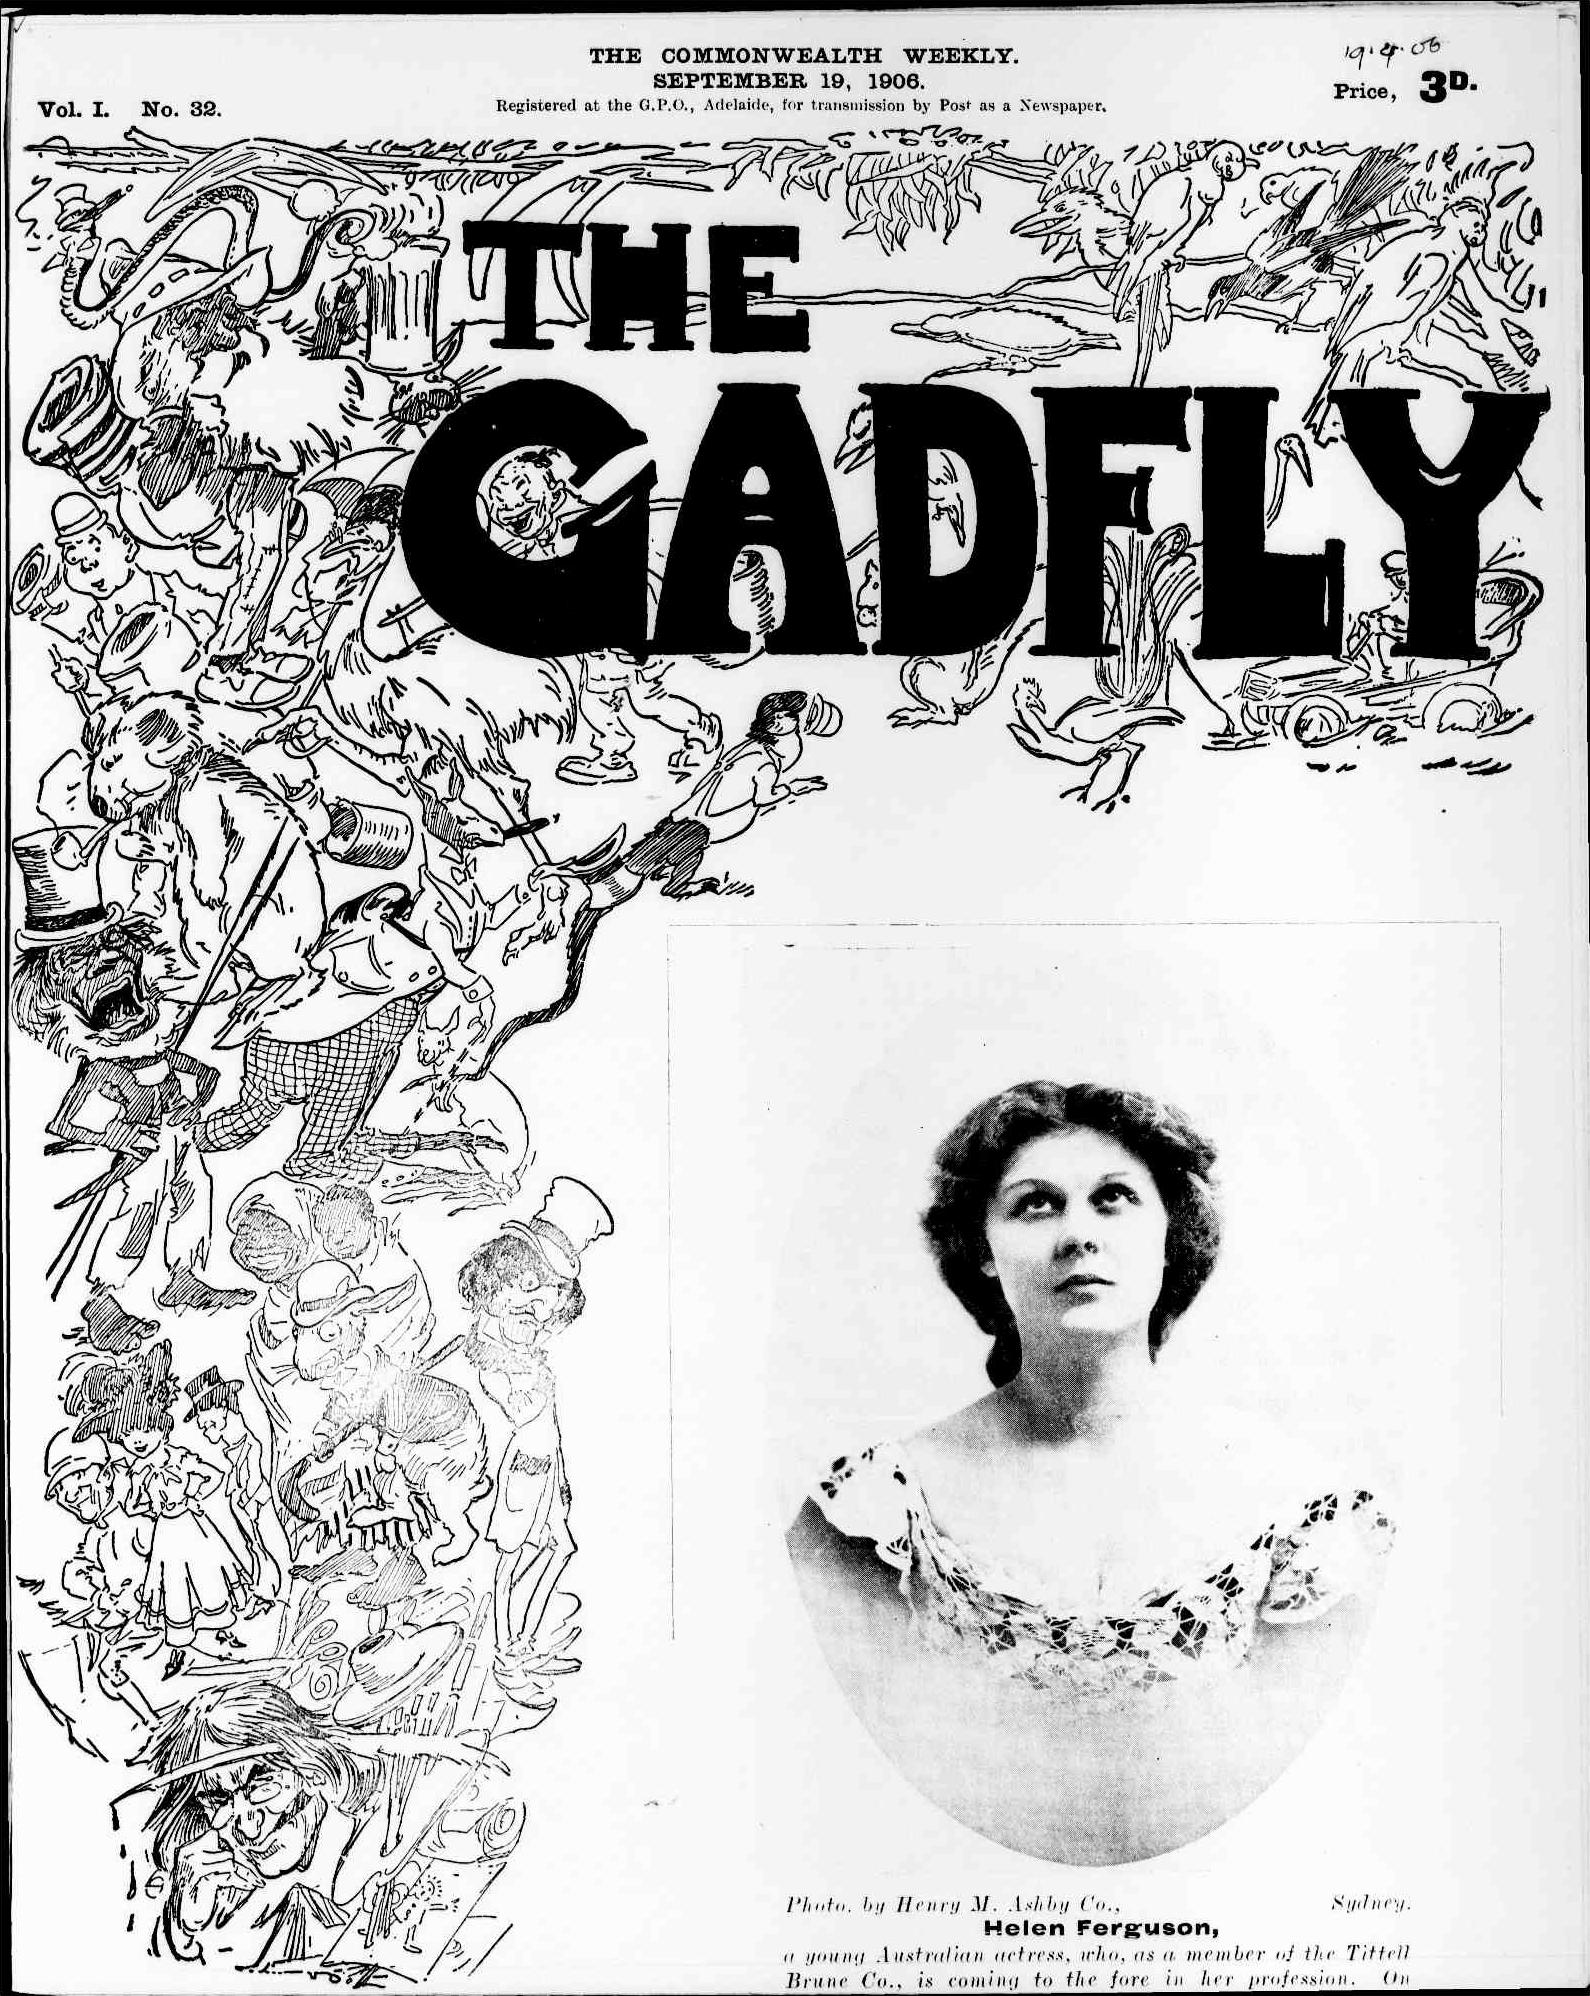 THE COMMONWEALTH WEEKLY.
SEPTEMBER 19, 1906.
Registered at the G.P.O., Adelaide, for transmission by Post as a Newspaper.
Vol. I. No. 32.
19·9·06
Price, 3D.
THE
GADFLY
Photo. by Henry M. Ashby Co., Sydney.
Helen Ferguson,
a young Australian actress, who, as a member of the Tittell
Brune Co., is coming to the fore in her profession. On